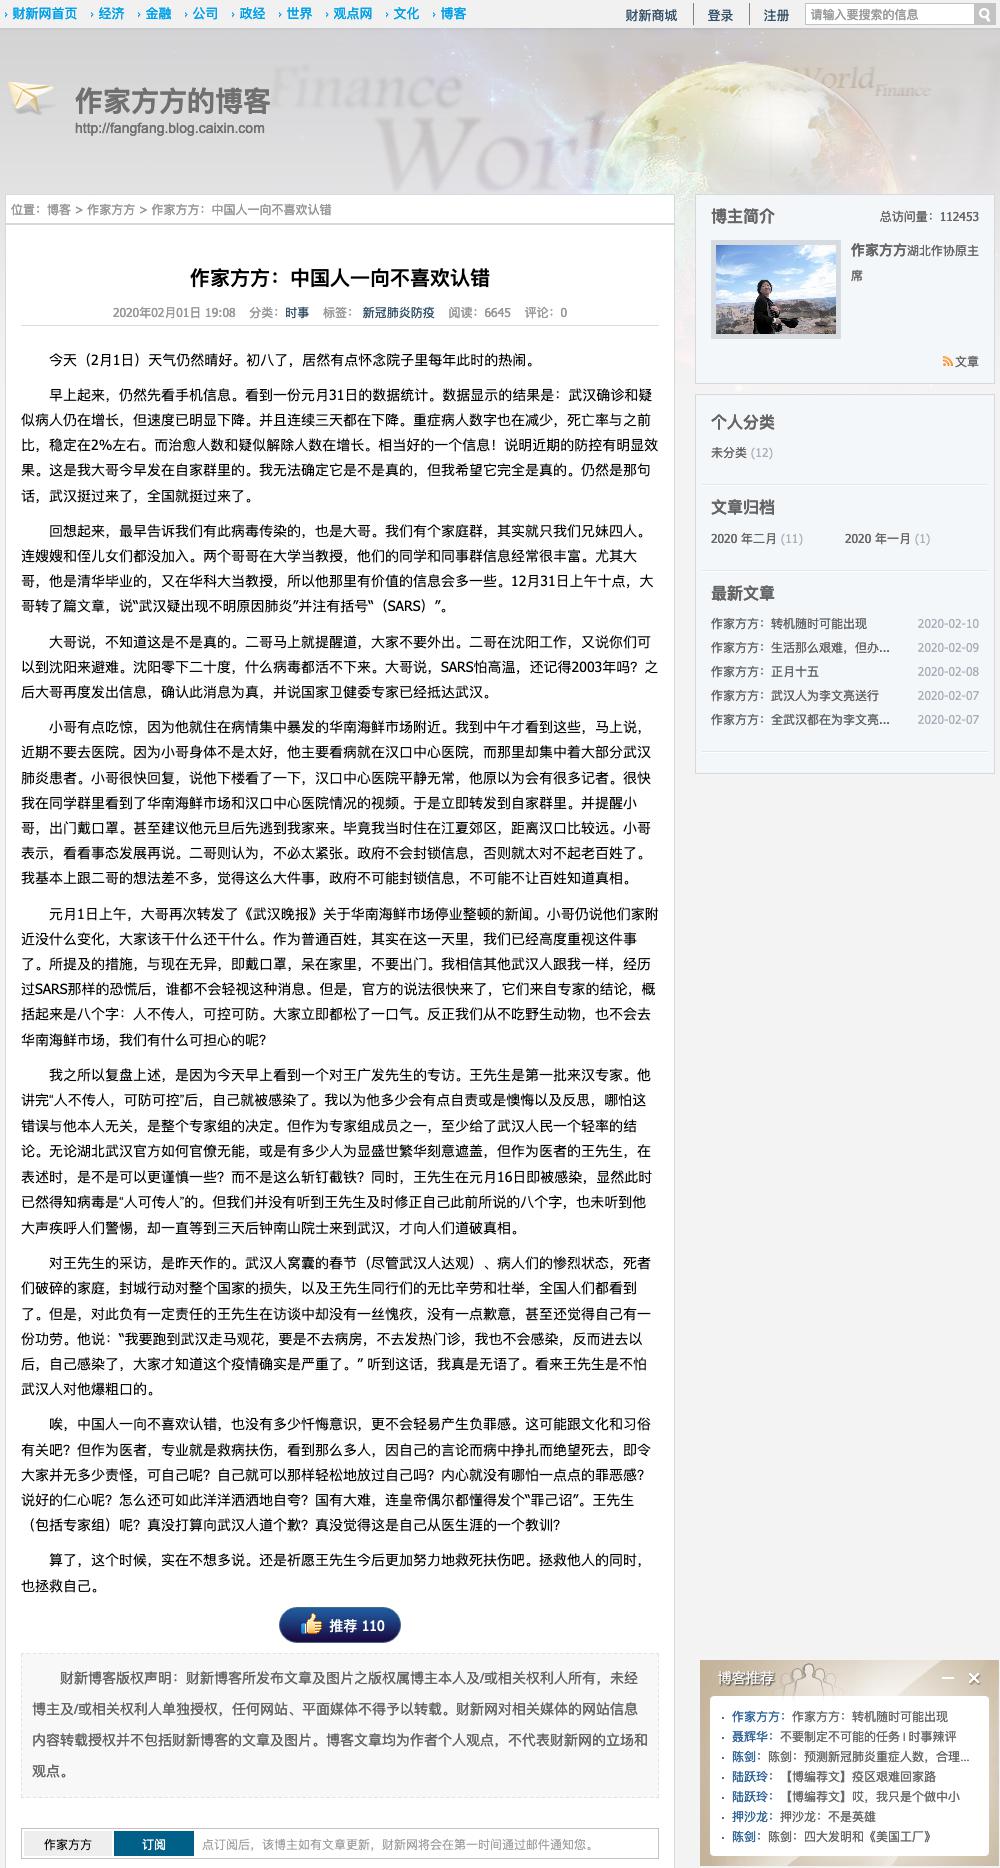 财新网首页 经济 金融 公司 政经 世界 观点网 文化 博客 财新商城 登录 注册 请输入要搜索的信息
Finance
World
World
Finance
作家方方的博客
http://fangfang.blog.caixin.com
位置：博客 > 作家方方 > 作家方方：中国人一向不喜欢认错
作家方方：中国人一向不喜欢认错
2020年02月01日 19:08 分类：时事 标签： 新冠肺炎防疫 阅读：6645 评论：0
今天（2月1日）天气仍然晴好。初八了，居然有点怀念院子里每年此时的热闹。
早上起来，仍然先看手机信息。看到一份元月31日的数据统计。数据显示的结果是：武汉确诊和疑
似病人仍在增长，但速度已明显下降。并且连续三天都在下降。重症病人数字也在减少，死亡率与之前
比，稳定在2%左右。而治愈人数和疑似解除人数在增长。相当好的一个信息！说明近期的防控有明显效
果。这是我大哥今早发在自家群里的。我无法确定它是不是真的，但我希望它完全是真的。仍然是那句
话，武汉挺过来了，全国就挺过来了。
回想起来，最早告诉我们有此病毒传染的，也是大哥。我们有个家庭群，其实就只我们兄妹四人。
连嫂嫂和侄儿女们都没加入。两个哥哥在大学当教授，他们的同学和同事群信息经常很丰富。尤其大
哥，他是清华毕业的，又在华科大当教授，所以他那里有价值的信息会多一些。12月31日上午十点，大
哥转了篇文章，说“武汉疑出现不明原因肺炎”并注有括号“（SARS）”。
大哥说，不知道这是不是真的。二哥马上就提醒道，大家不要外出。二哥在沈阳工作，又说你们可
以到沈阳来避难。沈阳零下二十度，什么病毒都活不下来。大哥说，SARS怕高温，还记得2003年吗？之
后大哥再度发出信息，确认此消息为真，并说国家卫健委专家已经抵达武汉。
小哥有点吃惊，因为他就住在病情集中暴发的华南海鲜市场附近。我到中午才看到这些，马上说，
近期不要去医院。因为小哥身体不是太好，他主要看病就在汉口中心医院，而那里却集中着大部分武汉
肺炎患者。小哥很快回复，说他下楼看了一下，汉口中心医院平静无常，他原以为会有很多记者。很快
我在同学群里看到了华南海鲜市场和汉口中心医院情况的视频。于是立即转发到自家群里。并提醒小
哥，出门戴口罩。甚至建议他元旦后先逃到我家来。毕竟我当时住在江夏郊区，距离汉口比较远。小哥
表示，看看事态发展再说。二哥则认为，不必太紧张。政府不会封锁信息，否则就太对不起老百姓了。
我基本上跟二哥的想法差不多，觉得这么大件事，政府不可能封锁信息，不可能不让百姓知道真相。
元月1日上午，大哥再次转发了《武汉晚报》关于华南海鲜市场停业整顿的新闻。小哥仍说他们家附
近没什么变化，大家该干什么还干什么。作为普通百姓，其实在这一天里，我们已经高度重视这件事
了。所提及的措施，与现在无异，即戴口罩，呆在家里，不要出门。我相信其他武汉人跟我一样，经历
过SARS那样的恐慌后，谁都不会轻视这种消息。但是，官方的说法很快来了，它们来自专家的结论，概
括起来是八个字：人不传人，可控可防。大家立即都松了一口气。反正我们从不吃野生动物，也不会去
华南海鲜市场，我们有什么可担心的呢？
我之所以复盘上述，是因为今天早上看到一个对王广发先生的专访。王先生是第一批来汉专家。他
讲完“人不传人，可防可控”后，自己就被感染了。我以为他多少会有点自责或是懊悔以及反思，哪怕这
错误与他本人无关，是整个专家组的决定。但作为专家组成员之一，至少给了武汉人民一个轻率的结
论。无论湖北武汉官方如何官僚无能，或是有多少人为显盛世繁华刻意遮盖，但作为医者的王先生，在
表述时，是不是可以更谨慎一些？而不是这么斩钉截铁？同时，王先生在元月16日即被感染，显然此时
已然得知病毒是“人可传人”的。但我们并没有听到王先生及时修正自己此前所说的八个字，也未听到他
大声疾呼人们警惕，却一直等到三天后钟南山院士来到武汉，才向人们道破真相。
对王先生的采访，是昨天作的。武汉人窝囊的春节（尽管武汉人达观）、病人们的惨烈状态，死者
们破碎的家庭，封城行动对整个国家的损失，以及王先生同行们的无比辛劳和壮举，全国人们都看到
了。但是，对此负有一定责任的王先生在访谈中却没有一丝愧疚，没有一点歉意，甚至还觉得自己有一
份功劳。他说：“我要跑到武汉走马观花，要是不去病房，不去发热门诊，我也不会感染，反而进去以
后，自己感染了，大家才知道这个疫情确实是严重了。” 听到这话，我真是无语了。看来王先生是不怕
武汉人对他爆粗口的。
唉，中国人一向不喜欢认错，也没有多少忏悔意识，更不会轻易产生负罪感。这可能跟文化和习俗
有关吧？但作为医者，专业就是救病扶伤，看到那么多人，因自己的言论而病中挣扎而绝望死去，即令
大家并无多少责怪，可自己呢？自己就可以那样轻松地放过自己吗？内心就没有哪怕一点点的罪恶感？
说好的仁心呢？怎么还可如此洋洋洒洒地自夸？国有大难，连皇帝偶尔都懂得发个“罪己诏”。王先生
（包括专家组）呢？真没打算向武汉人道个歉？真没觉得这是自己从医生涯的一个教训？
算了，这个时候，实在不想多说。还是祈愿王先生今后更加努力地救死扶伤吧。拯救他人的同时，
也拯救自己。
推荐 110
财新博客版权声明：财新博客所发布文章及图片之版权属博主本人及/或相关权利人所有，未经
博主及/或相关权利人单独授权，任何网站、平面媒体不得予以转载。财新网对相关媒体的网站信息
内容转载授权并不包括财新博客的文章及图片。博客文章均为作者个人观点，不代表财新网的立场和
观点。
作家方方 订阅 点订阅后，该博主如有文章更新，财新网将会在第一时间通过邮件通知您。
博主简介 总访问量：112453
作家方方湖北作协原主
席
文章
个人分类
未分类 (12)
文章归档
2020 年二月 (11) 2020 年一月 (1)
最新文章
作家方方：转机随时可能出现 2020-02-10
作家方方：生活那么艰难，但办... 2020-02-09
作家方方：正月十五 2020-02-08
作家方方：武汉人为李文亮送行 2020-02-07
作家方方：全武汉都在为李文亮... 2020-02-07
博客推荐
作家方方：作家方方：转机随时可能出现
聂辉华：不要制定不可能的任务 | 时事辣评
陈剑：陈剑：预测新冠肺炎重症人数，合理...
陆跃玲：【博编荐文】疫区艰难回家路
陆跃玲：【博编荐文】哎，我只是个做中小
押沙龙：押沙龙：不是英雄
陈剑：陈剑：四大发明和《美国工厂》